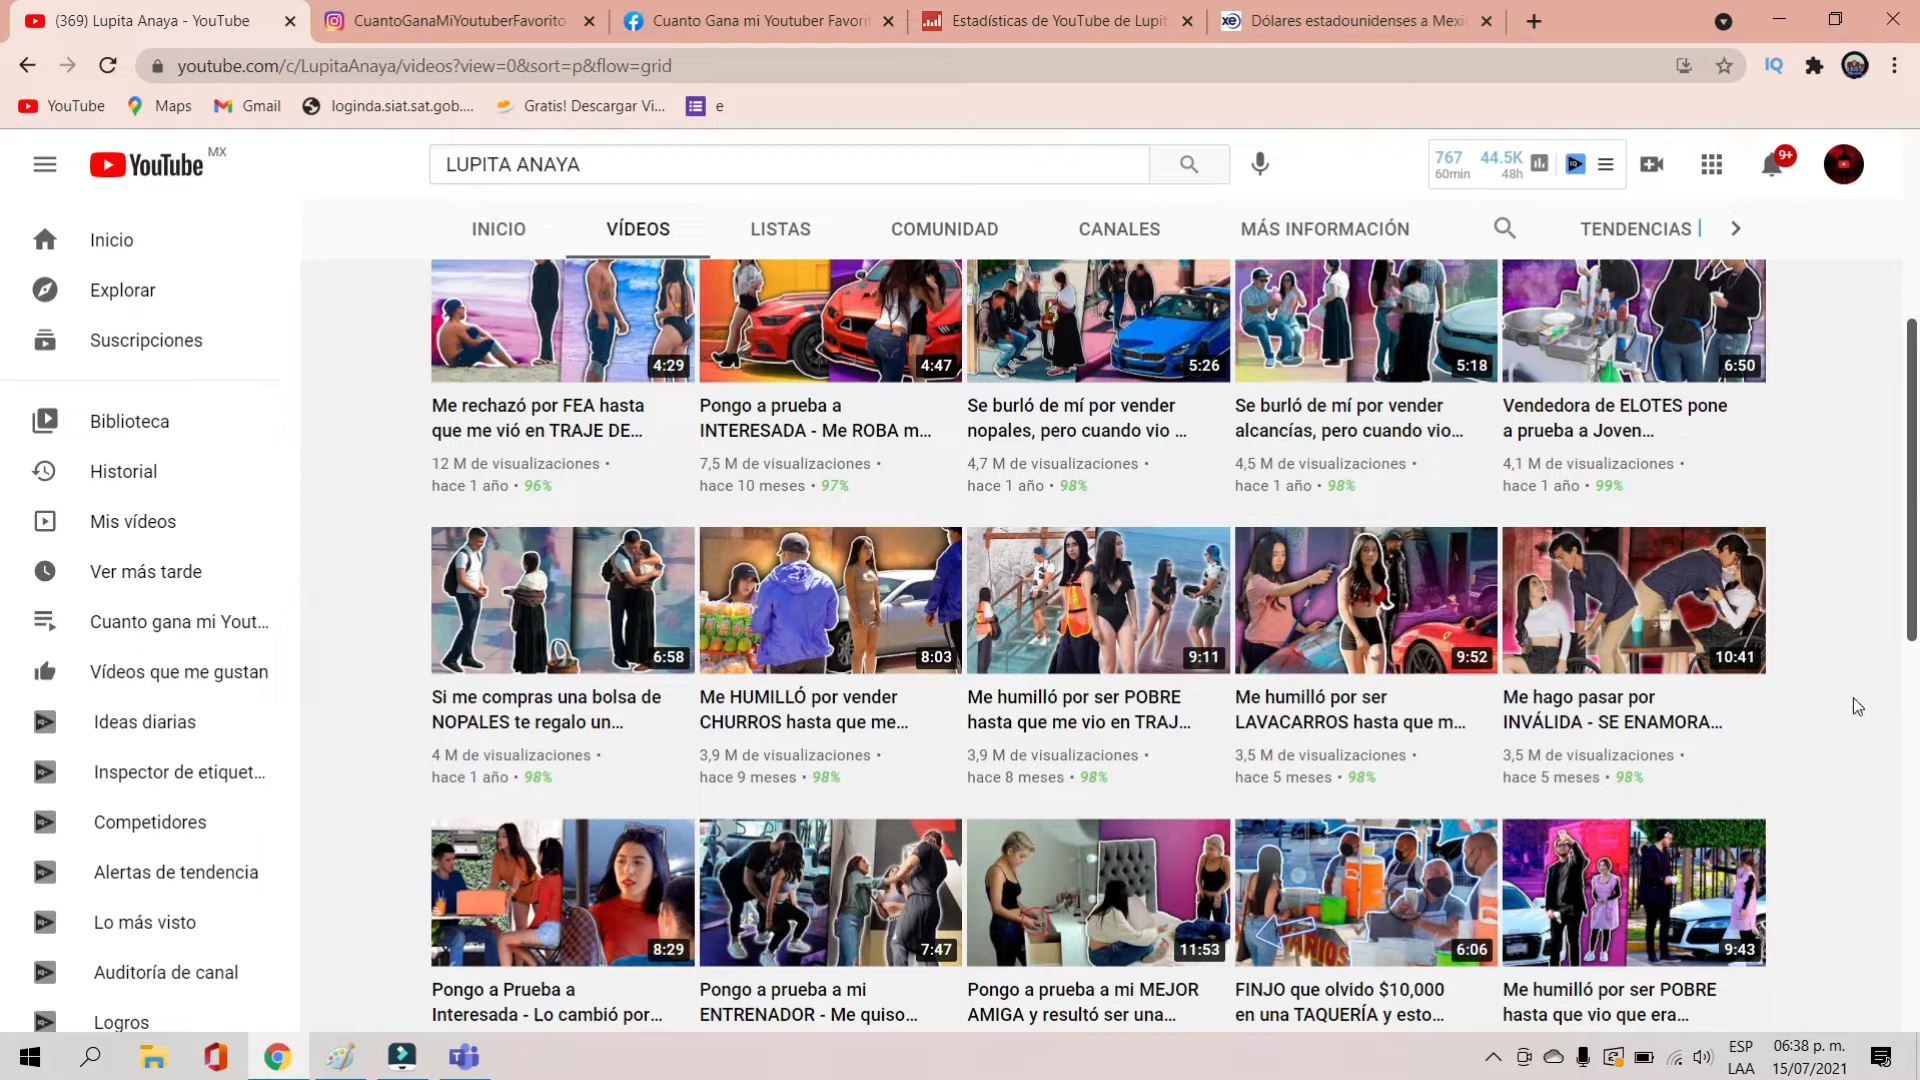 (369) Lupita Anaya - YouTube
CuantoGanaMiYoutuberFavorito
Cuanto Gana mi Youtuber Favorit
Estadísticas de YouTube de Lupit
Dólares estadounidenses a Mexic
youtube.com/c/LupitaAnaya/videos?view=0&sort=p&flow=grid
IQ
YouTube
Maps
Gmail
loginda.siat.sat.gob....
Gratis! Descargar Vi...
e
YouTube MX
LUPITA ANAYA
767 44.5K
60min 48h
9+
INICIO
VÍDEOS
LISTAS
COMUNIDAD
CANALES
MÁS INFORMACIÓN
TENDENCIAS
Inicio
Explorar
Suscripciones
Biblioteca
Historial
Mis vídeos
Ver más tarde
Cuanto gana mi Yout...
Vídeos que me gustan
Ideas diarias
Inspector de etiquet...
Competidores
Alertas de tendencia
Lo más visto
Auditoría de canal
Logros
4:29
4:47
5:26
5:18
6:50
Me rechazó por FEA hasta
que me vió en TRAJE DE...
12 M de visualizaciones •
hace 1 año • 96%
Pongo a prueba a
INTERESADA - Me ROBA m...
7,5 M de visualizaciones •
hace 10 meses • 97%
Se burló de mí por vender
nopales, pero cuando vio ...
4,7 M de visualizaciones •
hace 1 año • 98%
Se burló de mí por vender
alcancías, pero cuando vio...
4,5 M de visualizaciones •
hace 1 año • 98%
Vendedora de ELOTES pone
a prueba a Joven...
4,1 M de visualizaciones •
hace 1 año • 99%
6:58
8:03
9:11
9:52
10:41
Si me compras una bolsa de
NOPALES te regalo un...
4 M de visualizaciones •
hace 1 año • 98%
Me HUMILLÓ por vender
CHURROS hasta que me...
3,9 M de visualizaciones •
hace 9 meses • 98%
Me humilló por ser POBRE
hasta que me vio en TRAJ...
3,9 M de visualizaciones •
hace 8 meses • 98%
Me humilló por ser
LAVACARROS hasta que m...
3,5 M de visualizaciones •
hace 5 meses • 98%
Me hago pasar por
INVÁLIDA - SE ENAMORA...
3,5 M de visualizaciones •
hace 5 meses • 98%
8:29
7:47
11:53
6:06
9:43
Pongo a Prueba a
Interesada - Lo cambió por...
Pongo a prueba a mi
ENTRENADOR - Me quiso...
Pongo a prueba a mi MEJOR
AMIGA y resultó ser una...
FINJO que olvido $10,000
en una TAQUERÍA y esto...
Me humilló por ser POBRE
hasta que vio que era...
ESP
LAA
06:38 p. m.
15/07/2021